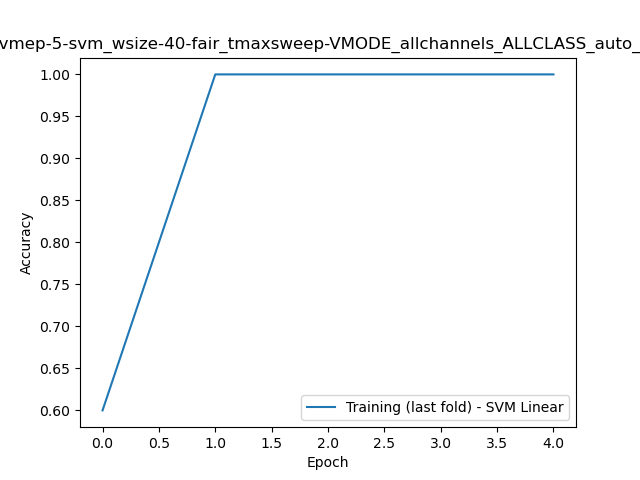 vmep-5-svm_wsize-40-fair_tmaxsweep-VMODE_allchannels_ALLCLASS_auto_
1.00
0.95
0.90
0.85
0.80
0.75
0.70
0.65
0.60
Accuracy
0.0 0.5 1.0 1.5 2.0 2.5 3.0 3.5 4.0
Epoch
Training (last fold) - SVM Linear